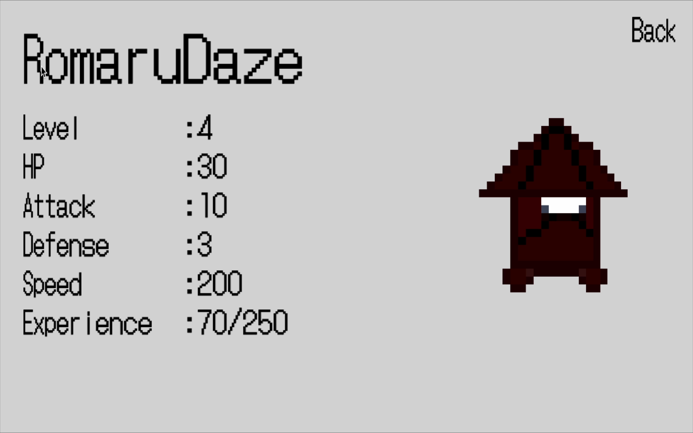 Back
RomaruDaze
Level :4
HP :30
Attack :10
Defense :3
Speed :200
Experience :70/250